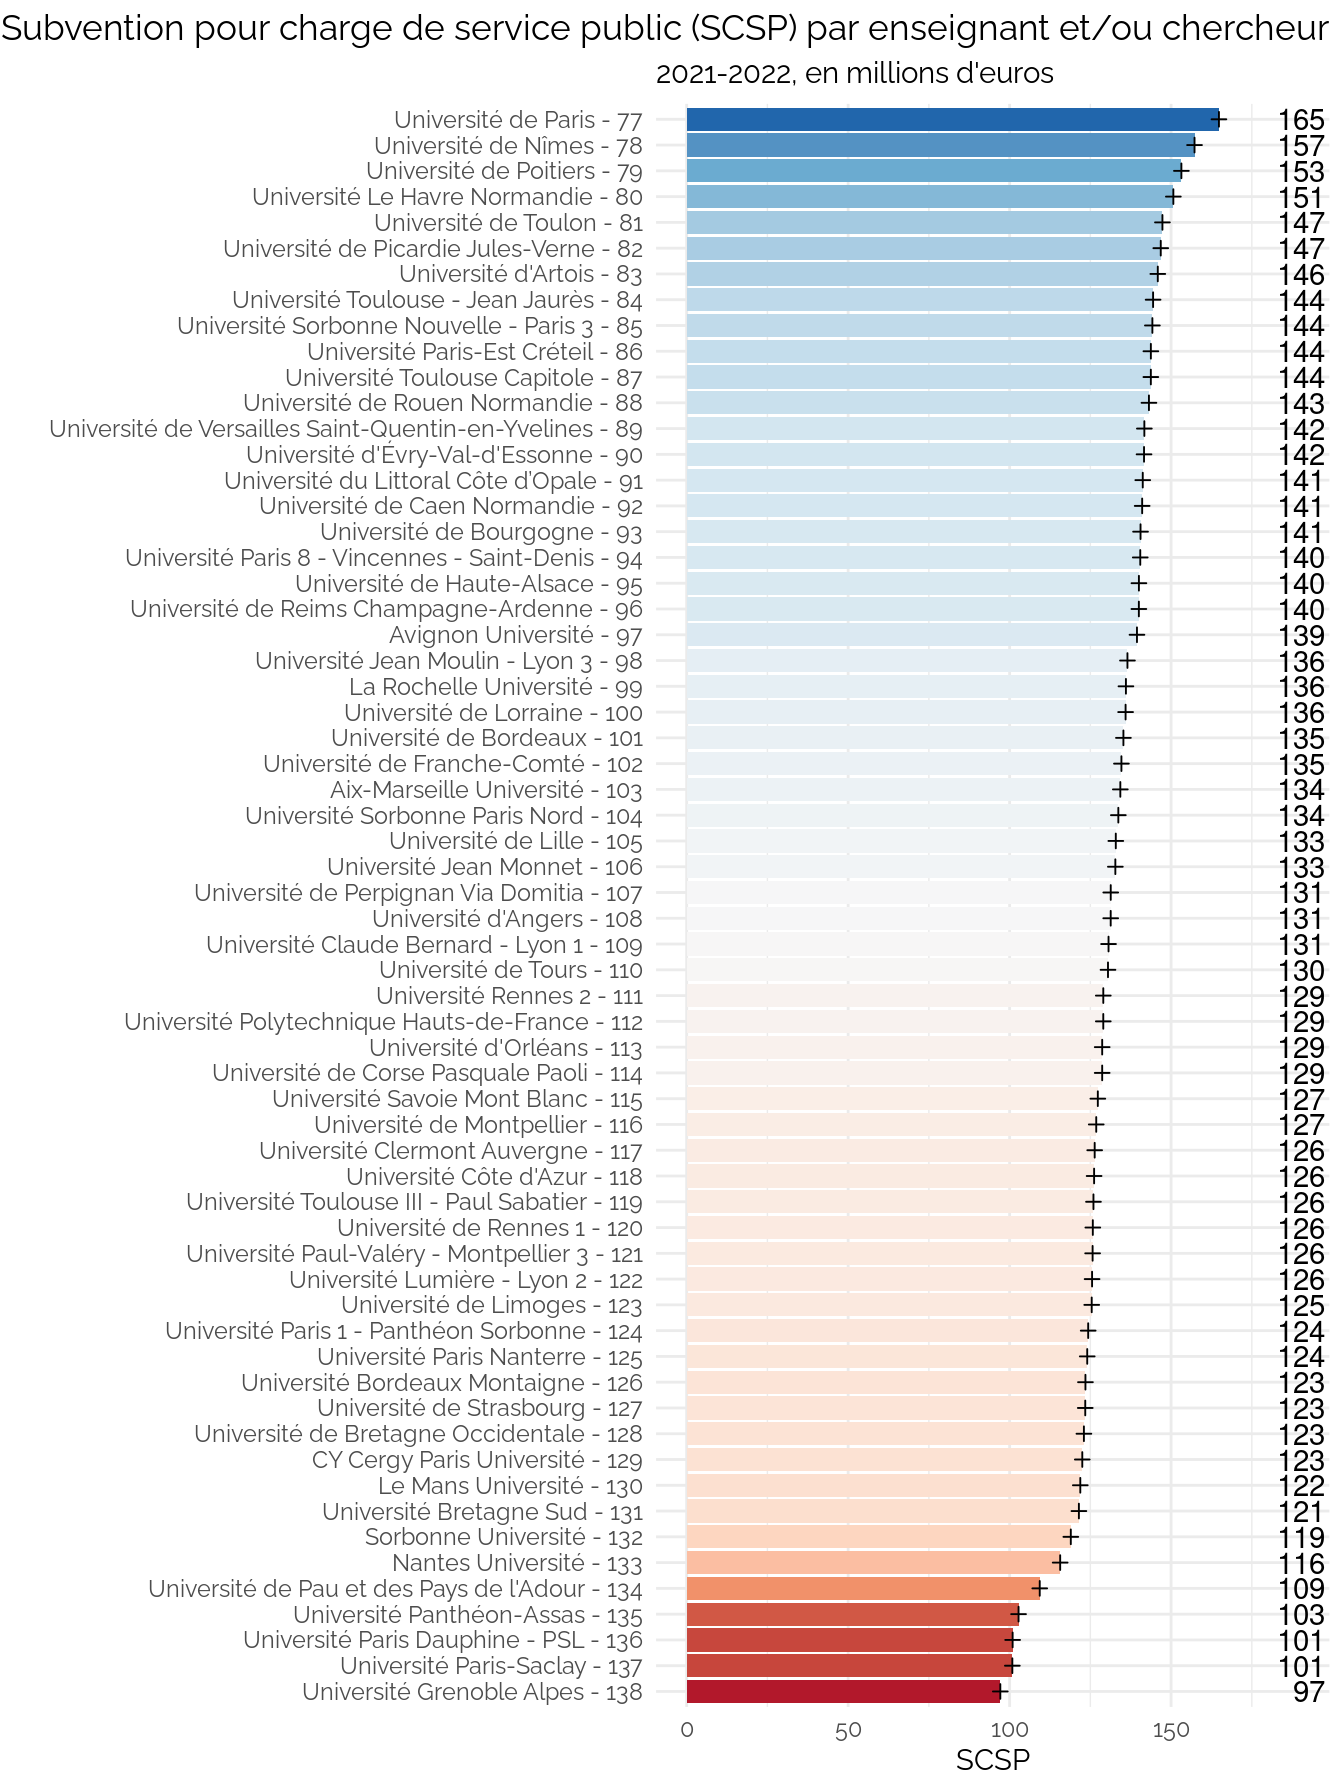 Subvention pour charge de service public (SCSP) par enseignant et/ou chercheur
2021-2022, en millions d'euros
Université de Paris - 77 165
Université de Nîmes - 78 157
Université de Poitiers - 79 153
Université Le Havre Normandie - 80 151
Université de Toulon - 81 147
Université de Picardie Jules-Verne - 82 147
Université d'Artois - 83 146
Université Toulouse - Jean Jaurès - 84 144
Université Sorbonne Nouvelle - Paris 3 - 85 144
Université Paris-Est Créteil - 86 144
Université Toulouse Capitole - 87 144
Université de Rouen Normandie - 88 143
Université de Versailles Saint-Quentin-en-Yvelines - 89 142
Université d'Évry-Val-d'Essonne - 90 142
Université du Littoral Côte d'Opale - 91 141
Université de Caen Normandie - 92 141
Université de Bourgogne - 93 141
Université Paris 8 - Vincennes - Saint-Denis - 94 140
Université de Haute-Alsace - 95 140
Université de Reims Champagne-Ardenne - 96 140
Avignon Université - 97 139
Université Jean Moulin - Lyon 3 - 98 136
La Rochelle Université - 99 136
Université de Lorraine - 100 136
Université de Bordeaux - 101 135
Université de Franche-Comté - 102 135
Aix-Marseille Université - 103 134
Université Sorbonne Paris Nord - 104 134
Université de Lille - 105 133
Université Jean Monnet - 106 133
Université de Perpignan Via Domitia - 107 131
Université d'Angers - 108 131
Université Claude Bernard - Lyon 1 - 109 131
Université de Tours - 110 130
Université Rennes 2 - 111 129
Université Polytechnique Hauts-de-France - 112 129
Université d'Orléans - 113 129
Université de Corse Pasquale Paoli - 114 129
Université Savoie Mont Blanc - 115 127
Université de Montpellier - 116 127
Université Clermont Auvergne - 117 126
Université Côte d'Azur - 118 126
Université Toulouse III - Paul Sabatier - 119 126
Université de Rennes 1 - 120 126
Université Paul-Valéry - Montpellier 3 - 121 126
Université Lumière - Lyon 2 - 122 126
Université de Limoges - 123 125
Université Paris 1 - Panthéon Sorbonne - 124 124
Université Paris Nanterre - 125 124
Université Bordeaux Montaigne - 126 123
Université de Strasbourg - 127 123
Université de Bretagne Occidentale - 128 123
CY Cergy Paris Université - 129 123
Le Mans Université - 130 122
Université Bretagne Sud - 131 121
Sorbonne Université - 132 119
Nantes Université - 133 116
Université de Pau et des Pays de l'Adour - 134 109
Université Panthéon-Assas - 135 103
Université Paris Dauphine - PSL - 136 101
Université Paris-Saclay - 137 101
Université Grenoble Alpes - 138 97
0 50 100 150
SCSP